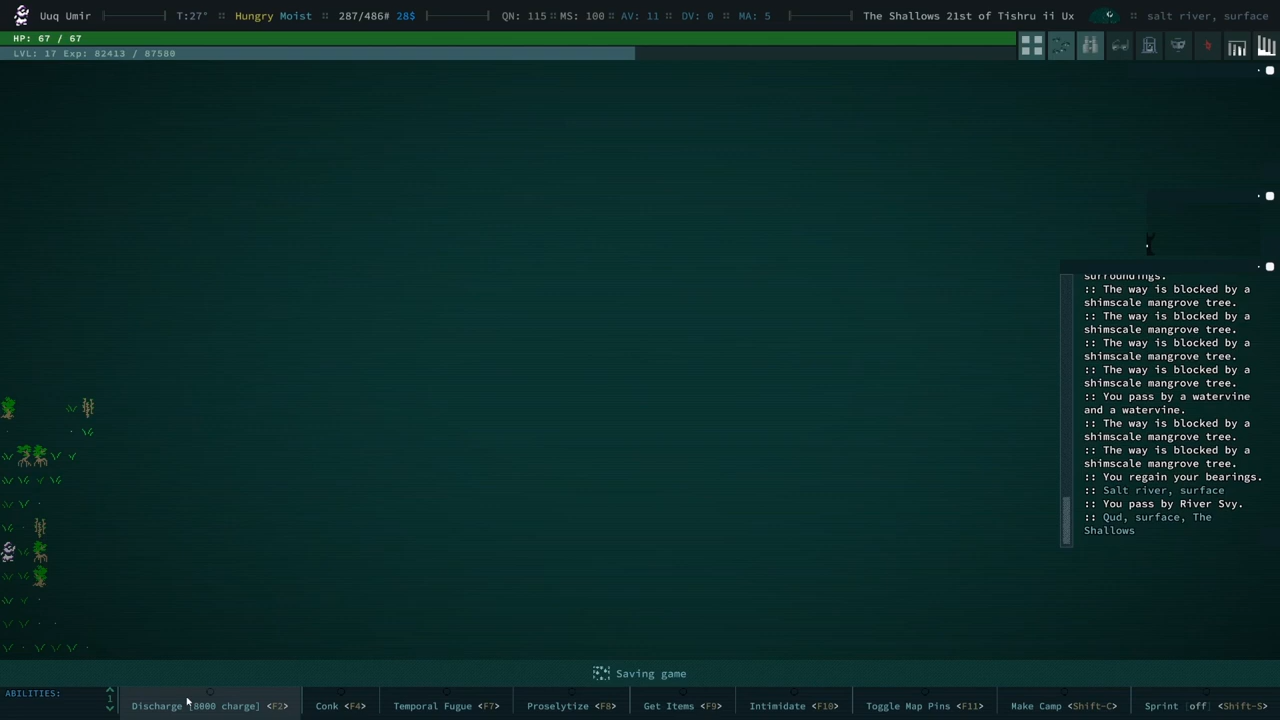 Uuq Umir T:27° :: Hungry Moist :: 287/486# 28$ QN: 115 :: MS: 100 :: AV: 11 :: DV: 0 :: MA: 5 The Shallows 21st of Tishru ii Ux :: salt river, surface
HP: 67 / 67
LVL: 17 Exp: 82413 / 87580
surroundings.
:: The way is blocked by a
shimscale mangrove tree.
:: The way is blocked by a
shimscale mangrove tree.
:: The way is blocked by a
shimscale mangrove tree.
:: The way is blocked by a
shimscale mangrove tree.
:: You pass by a watervine
and a watervine.
:: The way is blocked by a
shimscale mangrove tree.
:: The way is blocked by a
shimscale mangrove tree.
:: You regain your bearings.
:: Salt river, surface
:: You pass by River Svy.
:: Qud, surface, The
Shallows
Saving game
ABILITIES: 1 Discharge [8000 charge] <F2> Conk <F4> Temporal Fugue <F7> Proselytize <F8> Get Items <F9> Intimidate <F10> Toggle Map Pins <F11> Make Camp <Shift-C> Sprint [off] <Shift-S>